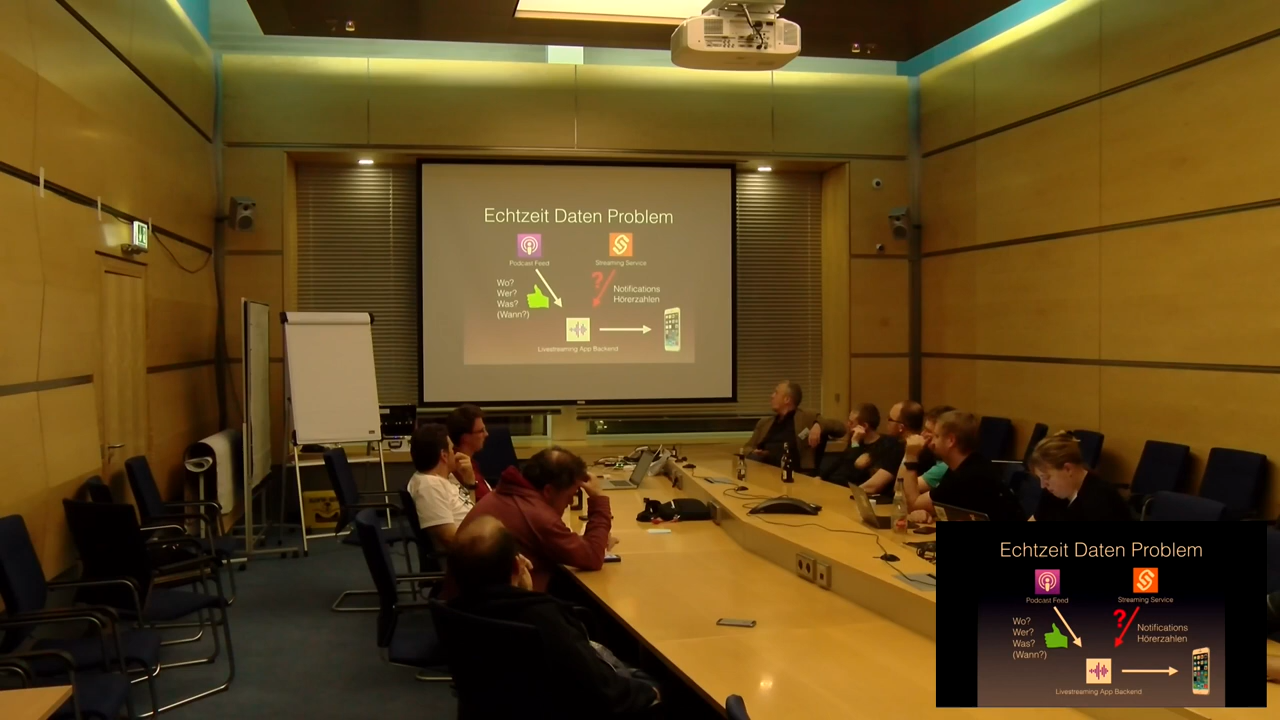 Echtzeit Daten Problem
Podcast Feed
Streaming Service
Wo?
Wer?
Was?
(Wann?)
?
Notifications
Hörerzahlen
Livestreaming App Backend
Echtzeit Daten Problem
Podcast Feed
Streaming Service
Wo?
Wer?
Was?
(Wann?)
?
Notifications
Hörerzahlen
Livestreaming App Backend